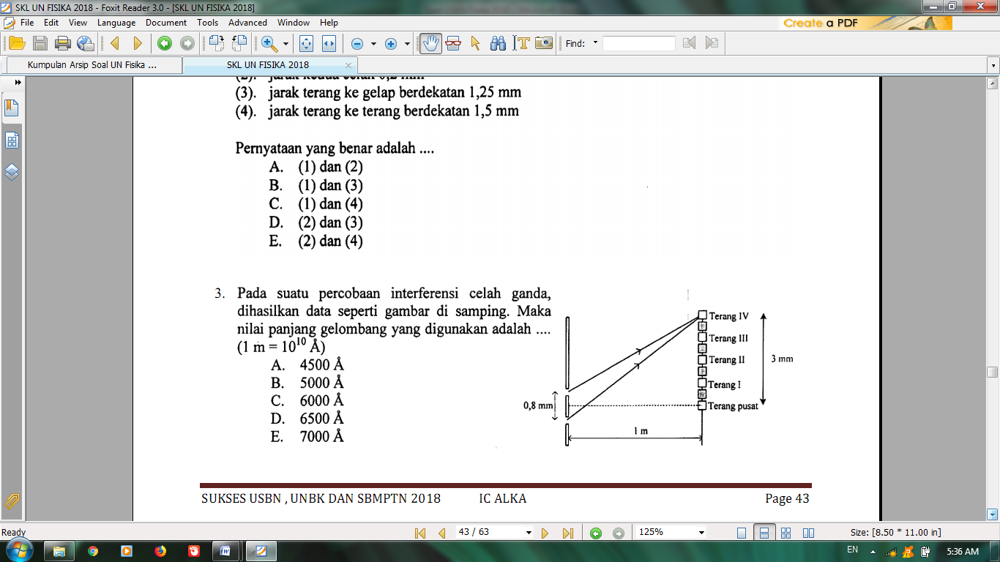 SKL UN FISIKA 2018 - Foxit Reader 3.0 - [SKL UN FISIKA 2018]
File Edit View Language Document Tools Advanced Window Help
Create a PDF
Find:
Kumpulan Arsip Soal UN Fisika ...
SKL UN FISIKA 2018
(2). jarak kedua celah 0,2 mm
(3). jarak terang ke gelap berdekatan 1,25 mm
(4). jarak terang ke terang berdekatan 1,5 mm
Pernyataan yang benar adalah ....
A. (1) dan (2)
B. (1) dan (3)
C. (1) dan (4)
D. (2) dan (3)
E. (2) dan (4)
3. Pada suatu percobaan interferensi celah ganda,
dihasilkan data seperti gambar di samping. Maka
nilai panjang gelombang yang digunakan adalah ....
(1 m = 10¹⁰ Å)
A. 4500 Å
B. 5000 Å
C. 6000 Å
D. 6500 Å
E. 7000 Å
Terang IV
Terang III
Terang II
3 mm
Terang I
0,8 mm
Terang pusat
1 m
SUKSES USBN , UNBK DAN SBMPTN 2018 IC ALKA Page 43
Ready
43 / 63
125%
Size: [8.50 * 11.00 in]
EN
5:36 AM